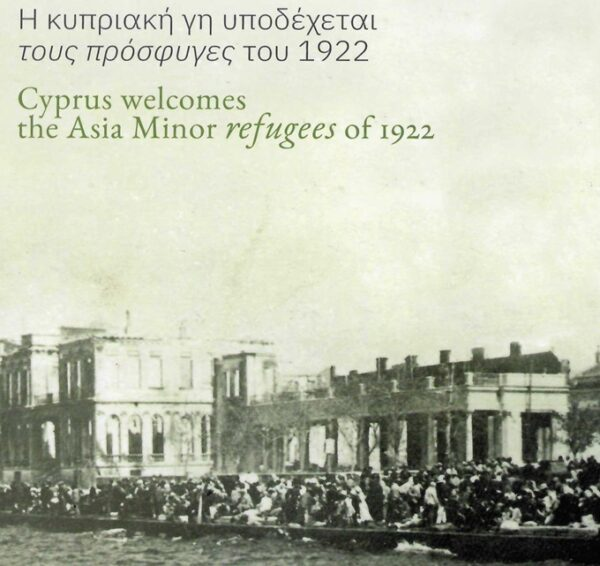 Η κυπριακή γη υποδέχεται
τους πρόσφυγες του 1922
Cyprus welcomes
the Asia Minor refugees of 1922